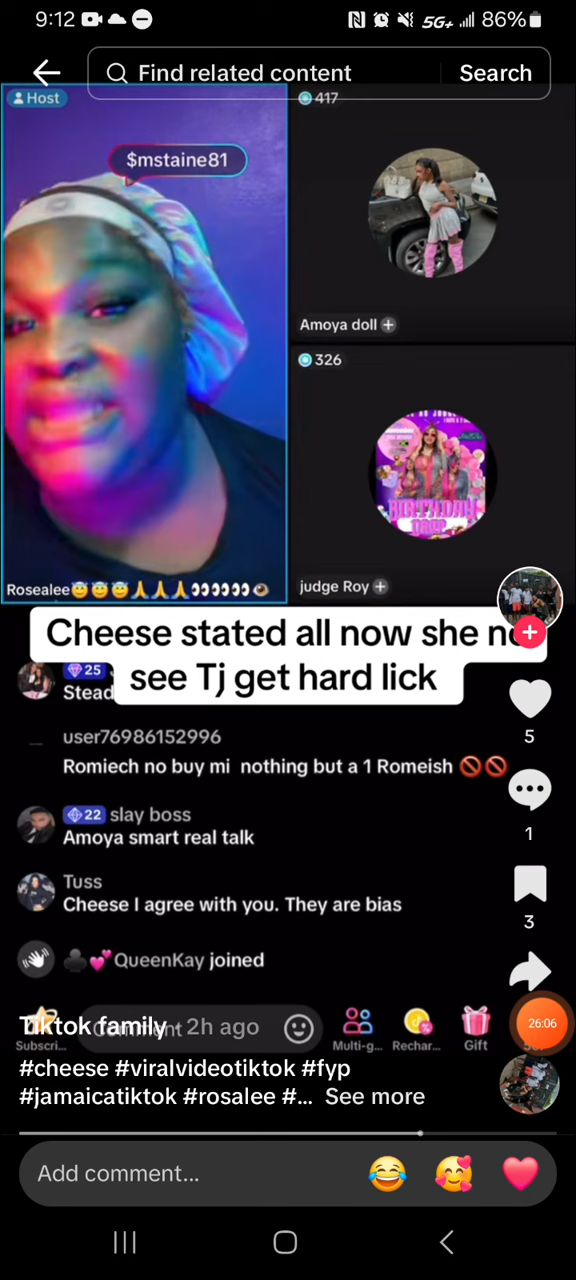 9:12
5G+
86%
Find related content
Search
Host
$mstaine81
417
Amoya doll +
326
BIRTHDAY
DROP
Rosealee😇😇😇🙏🙏🙏👀👀👀👁
judge Roy +
Cheese stated all now she
see Tj get hard lick
25
Stead
5
user76986152996
Romiech no buy mi nothing but a 1 Romeish 🚫🚫
22 slay boss
Amoya smart real talk
1
Tuss
Cheese I agree with you. They are bias
3
👤💕QueenKay joined
Tiktok family · 2h ago
Comment
Subscri...
Multi-g...
Rechar...
Gift
26:06
#cheese #viralvideotiktok #fyp
#jamaicatiktok #rosalee #... See more
Add comment...